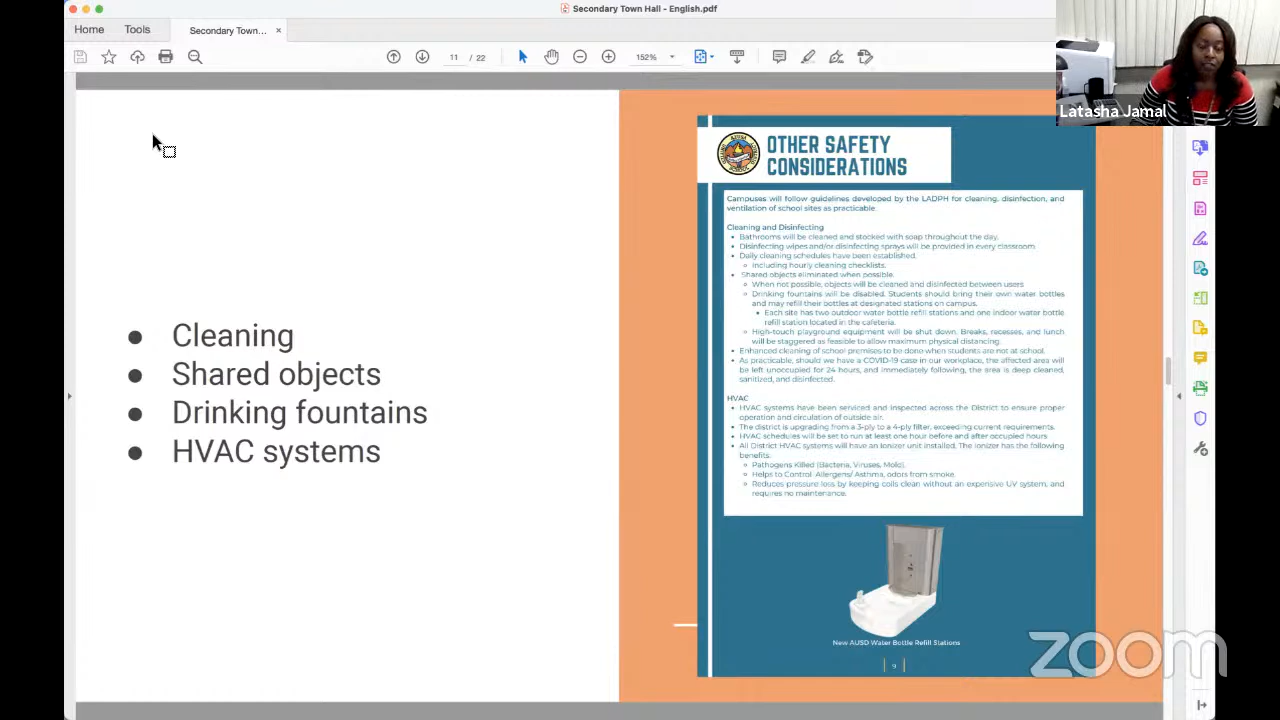 Secondary Town Hall - English.pdf
Home
Tools
Secondary Town...
×
11 / 22
152%
Latasha Jamal
Cleaning
Shared objects
Drinking fountains
HVAC systems
OTHER SAFETY
CONSIDERATIONS
Campuses will follow guidelines developed by the LADPH for cleaning, disinfection, and
ventilation of school sites as practicable.
Cleaning and Disinfecting
Bathrooms will be cleaned and stocked with soap throughout the day.
Disinfecting wipes and/or disinfecting sprays will be provided in every classroom.
Daily cleaning schedules have been established.
Including hourly cleaning checklists.
Shared objects eliminated when possible.
When not possible, objects will be cleaned and disinfected between users
Drinking fountains will be disabled. Students should bring their own water bottles
and may refill their bottles at designated stations on campus.
Each site has two outdoor water bottle refill stations and one indoor water bottle
refill station located in the cafeteria.
High-touch playground equipment will be shut down. Breaks, recesses, and lunch
will be staggered as feasible to allow maximum physical distancing.
Enhanced cleaning of school premises to be done when students are not at school.
As practicable, should we have a COVID-19 case in our workplace, the affected area will
be left unoccupied for 24 hours, and immediately following, the area is deep cleaned,
sanitized, and disinfected.
HVAC
HVAC systems have been serviced and inspected across the District to ensure proper
operation and circulation of outside air.
The district is upgrading from a 3-ply to a 4-ply filter, exceeding current requirements.
HVAC schedules will be set to run at least one hour before and after occupied hours
All District HVAC systems will have an ionizer unit installed. The ionizer has the following
benefits:
Pathogens Killed (Bacteria, Viruses, Mold).
Helps to Control Allergens/ Asthma, odors from smoke.
Reduces pressure loss by keeping coils clean without an expensive UV system, and
requires no maintenance.
New AUSD Water Bottle Refill Stations
9
zoom